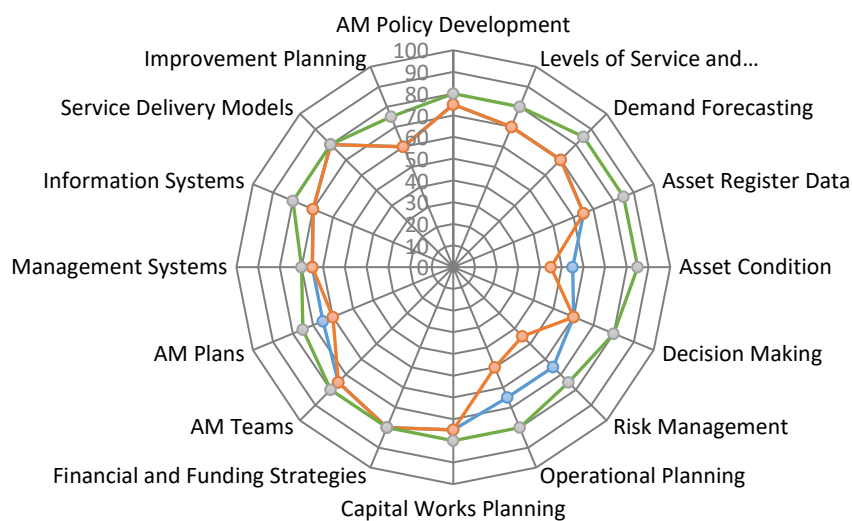 AM Policy Development
Levels of Service and…
Demand Forecasting
Asset Register Data
Asset Condition
Decision Making
Risk Management
Operational Planning
Capital Works Planning
Financial and Funding Strategies
AM Teams
AM Plans
Management Systems
Information Systems
Service Delivery Models
Improvement Planning
100
90
80
70
60
50
40
30
20
10
0